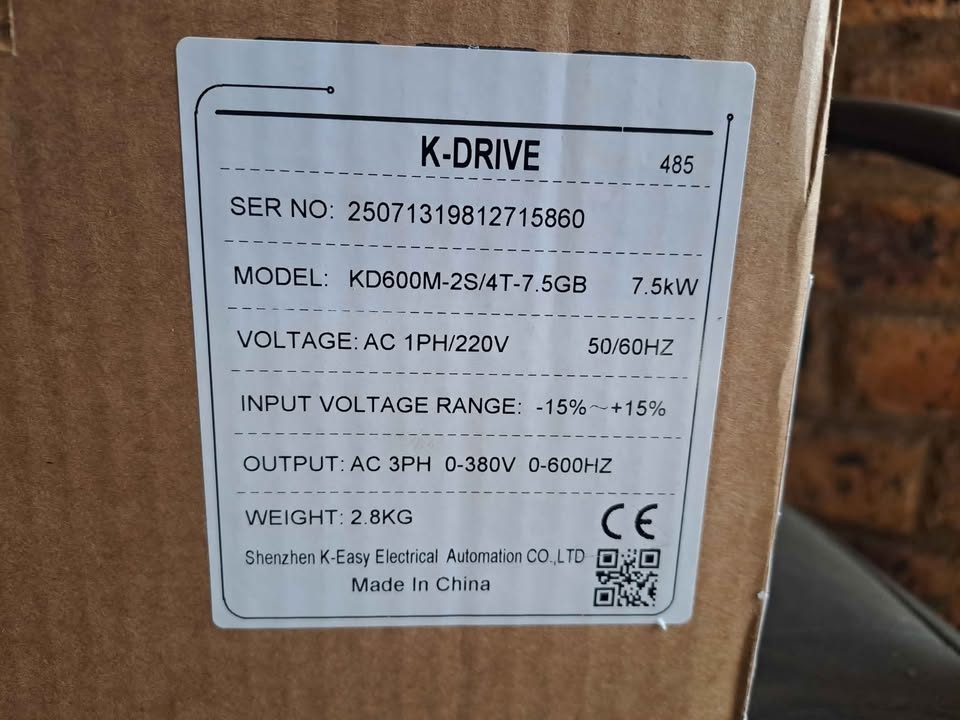 K-DRIVE 485
SER NO: 25071319812715860
MODEL: KD600M-2S/4T-7.5GB 7.5kW
VOLTAGE: AC 1PH/220V 50/60HZ
INPUT VOLTAGE RANGE: -15%~+15%
OUTPUT: AC 3PH 0-380V 0-600HZ
WEIGHT: 2.8KG CE
Shenzhen K-Easy Electrical Automation CO.,LTD
Made In China